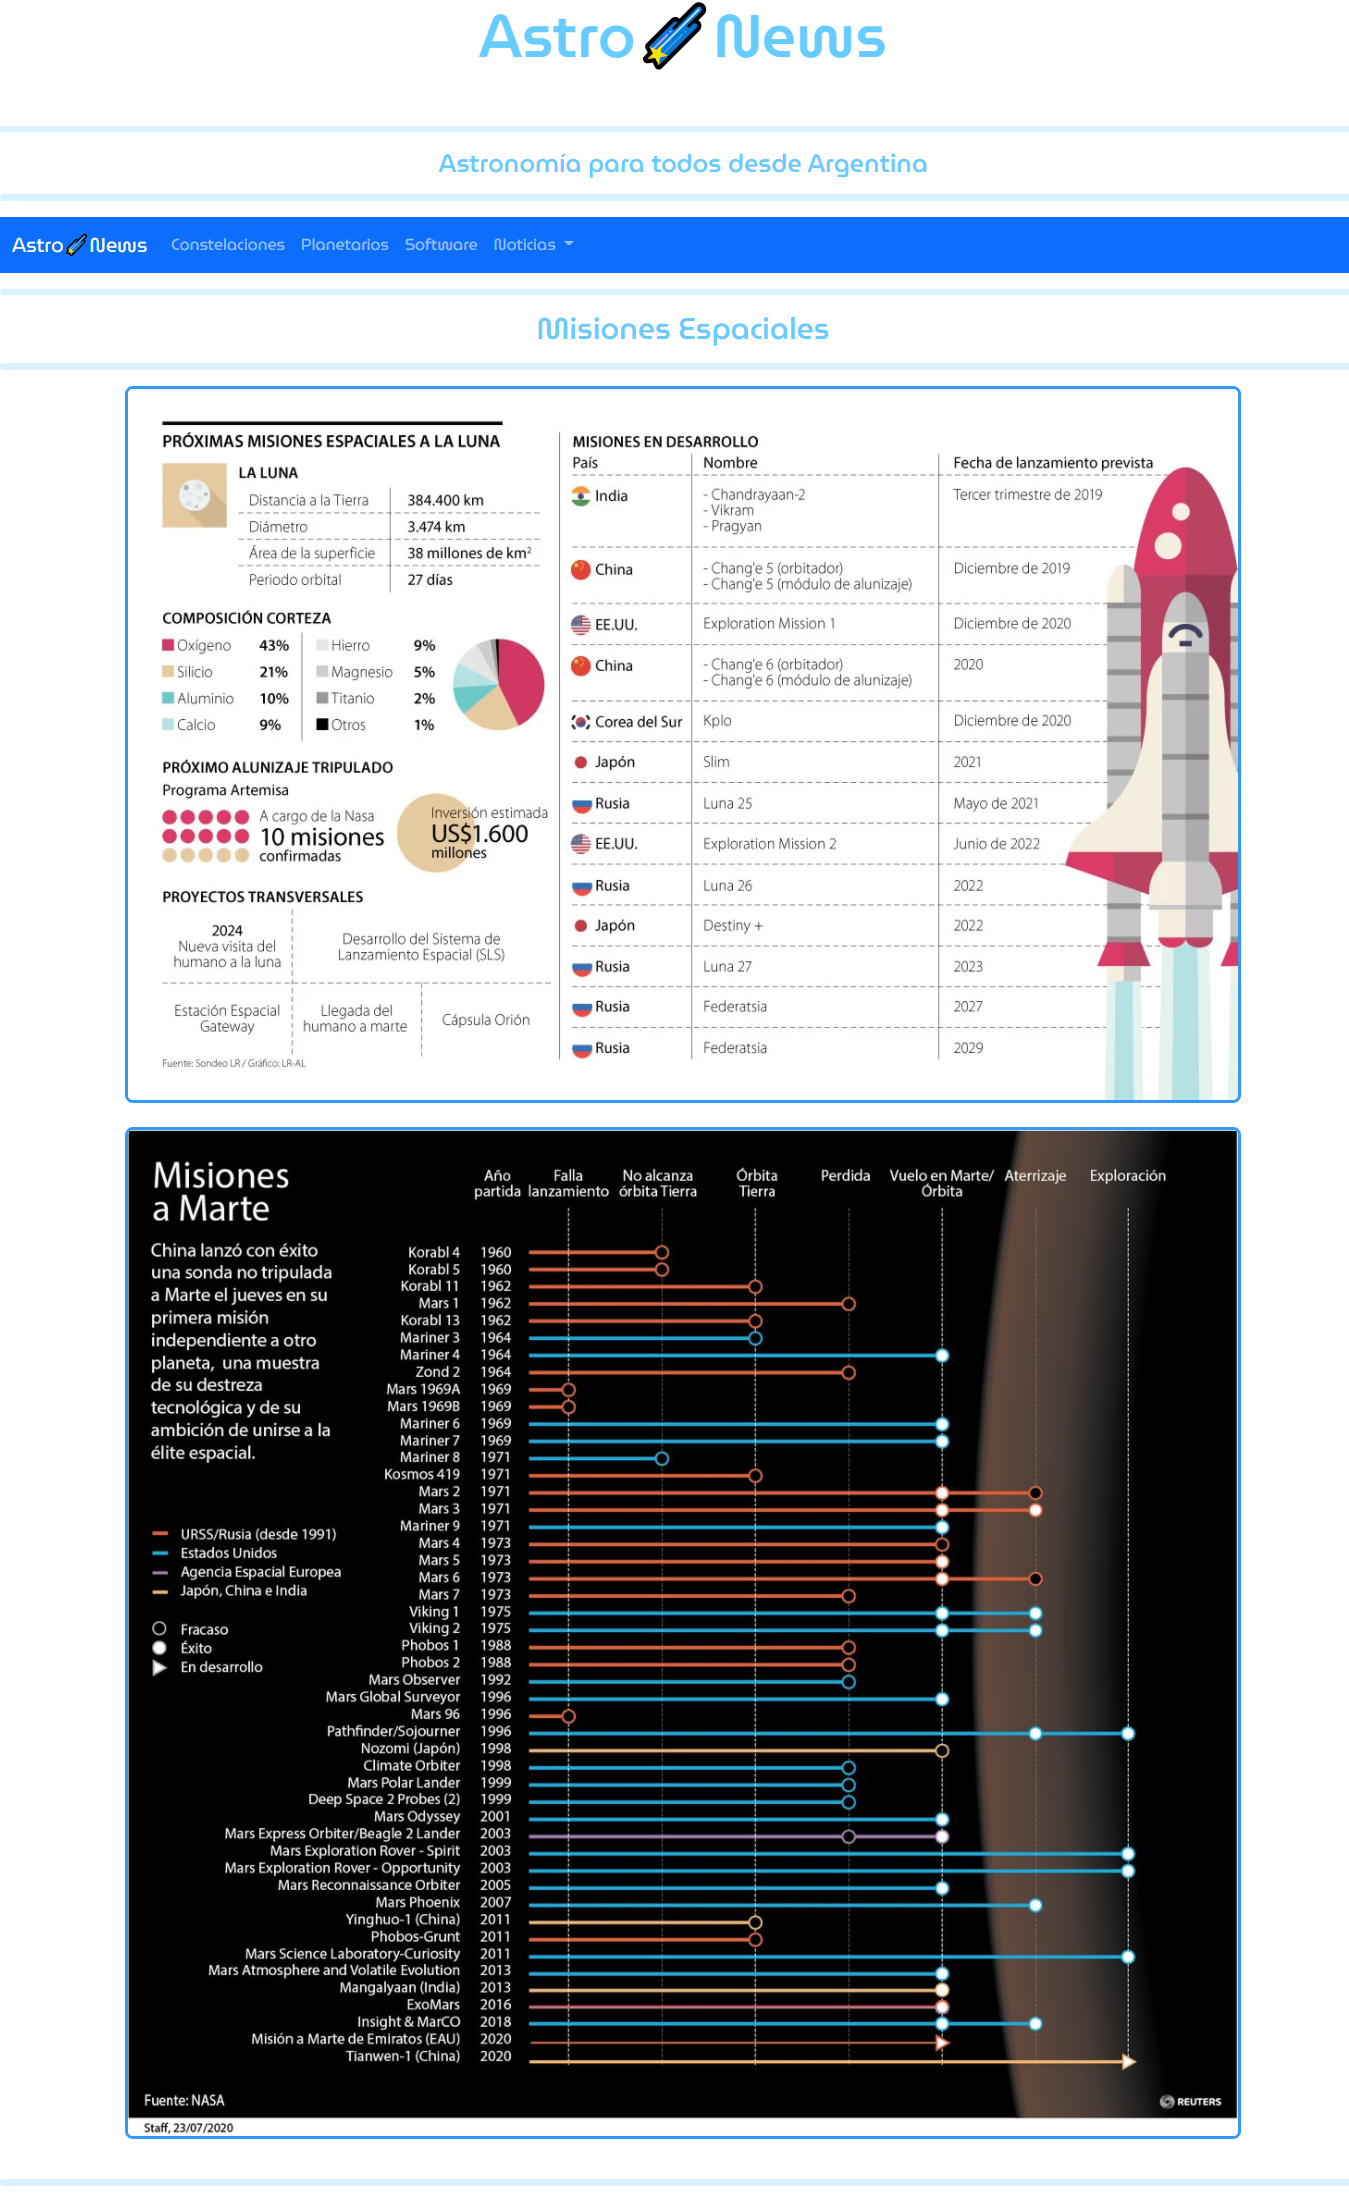 Astro News
Astronomía para todos desde Argentina
Astro News Constelaciones Planetarios Software Noticias
Misiones Espaciales
PRÓXIMAS MISIONES ESPACIALES A LA LUNA
LA LUNA
Distancia a la Tierra 384.400 km
Diámetro 3.474 km
Área de la superficie 38 millones de km²
Periodo orbital 27 días
COMPOSICIÓN CORTEZA
Oxígeno 43% Hierro 9%
Silicio 21% Magnesio 5%
Aluminio 10% Titanio 2%
Calcio 9% Otros 1%
PRÓXIMO ALUNIZAJE TRIPULADO
Programa Artemisa
A cargo de la Nasa
10 misiones
confirmadas
Inversión estimada
US$1.600
millones
PROYECTOS TRANSVERSALES
2024
Nueva visita del
humano a la luna
Desarrollo del Sistema de
Lanzamiento Espacial (SLS)
Estación Espacial
Gateway
Llegada del
humano a marte
Cápsula Orión
Fuente: Sondeo LR / Gráfico: LR-AL
MISIONES EN DESARROLLO
País Nombre Fecha de lanzamiento prevista
India - Chandrayaan-2 Tercer trimestre de 2019
- Vikram
- Pragyan
China - Chang'e 5 (orbitador) Diciembre de 2019
- Chang'e 5 (módulo de alunizaje)
EE.UU. Exploration Mission 1 Diciembre de 2020
China - Chang'e 6 (orbitador) 2020
- Chang'e 6 (módulo de alunizaje)
Corea del Sur Kplo Diciembre de 2020
Japón Slim 2021
Rusia Luna 25 Mayo de 2021
EE.UU. Exploration Mission 2 Junio de 2022
Rusia Luna 26 2022
Japón Destiny + 2022
Rusia Luna 27 2023
Rusia Federatsia 2027
Rusia Federatsia 2029
Misiones
a Marte
China lanzó con éxito
una sonda no tripulada
a Marte el jueves en su
primera misión
independiente a otro
planeta, una muestra
de su destreza
tecnológica y de su
ambición de unirse a la
élite espacial.
URSS/Rusia (desde 1991)
Estados Unidos
Agencia Espacial Europea
Japón, China e India
Fracaso
Éxito
En desarrollo
Año Falla No alcanza Órbita Perdida Vuelo en Marte/ Aterrizaje Exploración
partida lanzamiento órbita Tierra Tierra Órbita
Korabl 4 1960
Korabl 5 1960
Korabl 11 1962
Mars 1 1962
Korabl 13 1962
Mariner 3 1964
Mariner 4 1964
Zond 2 1964
Mars 1969A 1969
Mars 1969B 1969
Mariner 6 1969
Mariner 7 1969
Mariner 8 1971
Kosmos 419 1971
Mars 2 1971
Mars 3 1971
Mariner 9 1971
Mars 4 1973
Mars 5 1973
Mars 6 1973
Mars 7 1973
Viking 1 1975
Viking 2 1975
Phobos 1 1988
Phobos 2 1988
Mars Observer 1992
Mars Global Surveyor 1996
Mars 96 1996
Pathfinder/Sojourner 1996
Nozomi (Japón) 1998
Climate Orbiter 1998
Mars Polar Lander 1999
Deep Space 2 Probes (2) 1999
Mars Odyssey 2001
Mars Express Orbiter/Beagle 2 Lander 2003
Mars Exploration Rover - Spirit 2003
Mars Exploration Rover - Opportunity 2003
Mars Reconnaissance Orbiter 2005
Mars Phoenix 2007
Yinghuo-1 (China) 2011
Phobos-Grunt 2011
Mars Science Laboratory-Curiosity 2011
Mars Atmosphere and Volatile Evolution 2013
Mangalyaan (India) 2013
ExoMars 2016
Insight & MarCO 2018
Misión a Marte de Emiratos (EAU) 2020
Tianwen-1 (China) 2020
Fuente: NASA
REUTERS
Staff, 23/07/2020